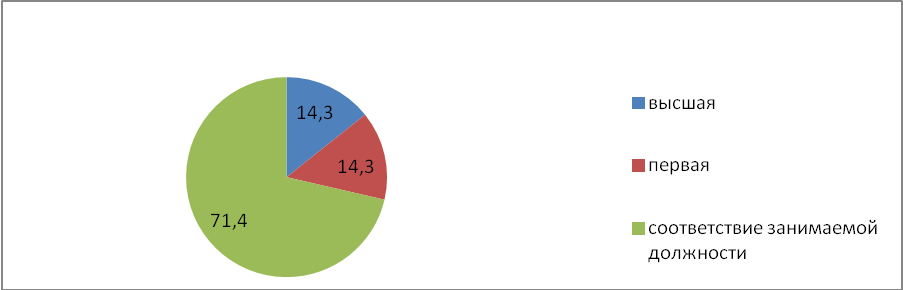 14,3
14,3
71,4
высшая
первая
соответствие занимаемой
должности